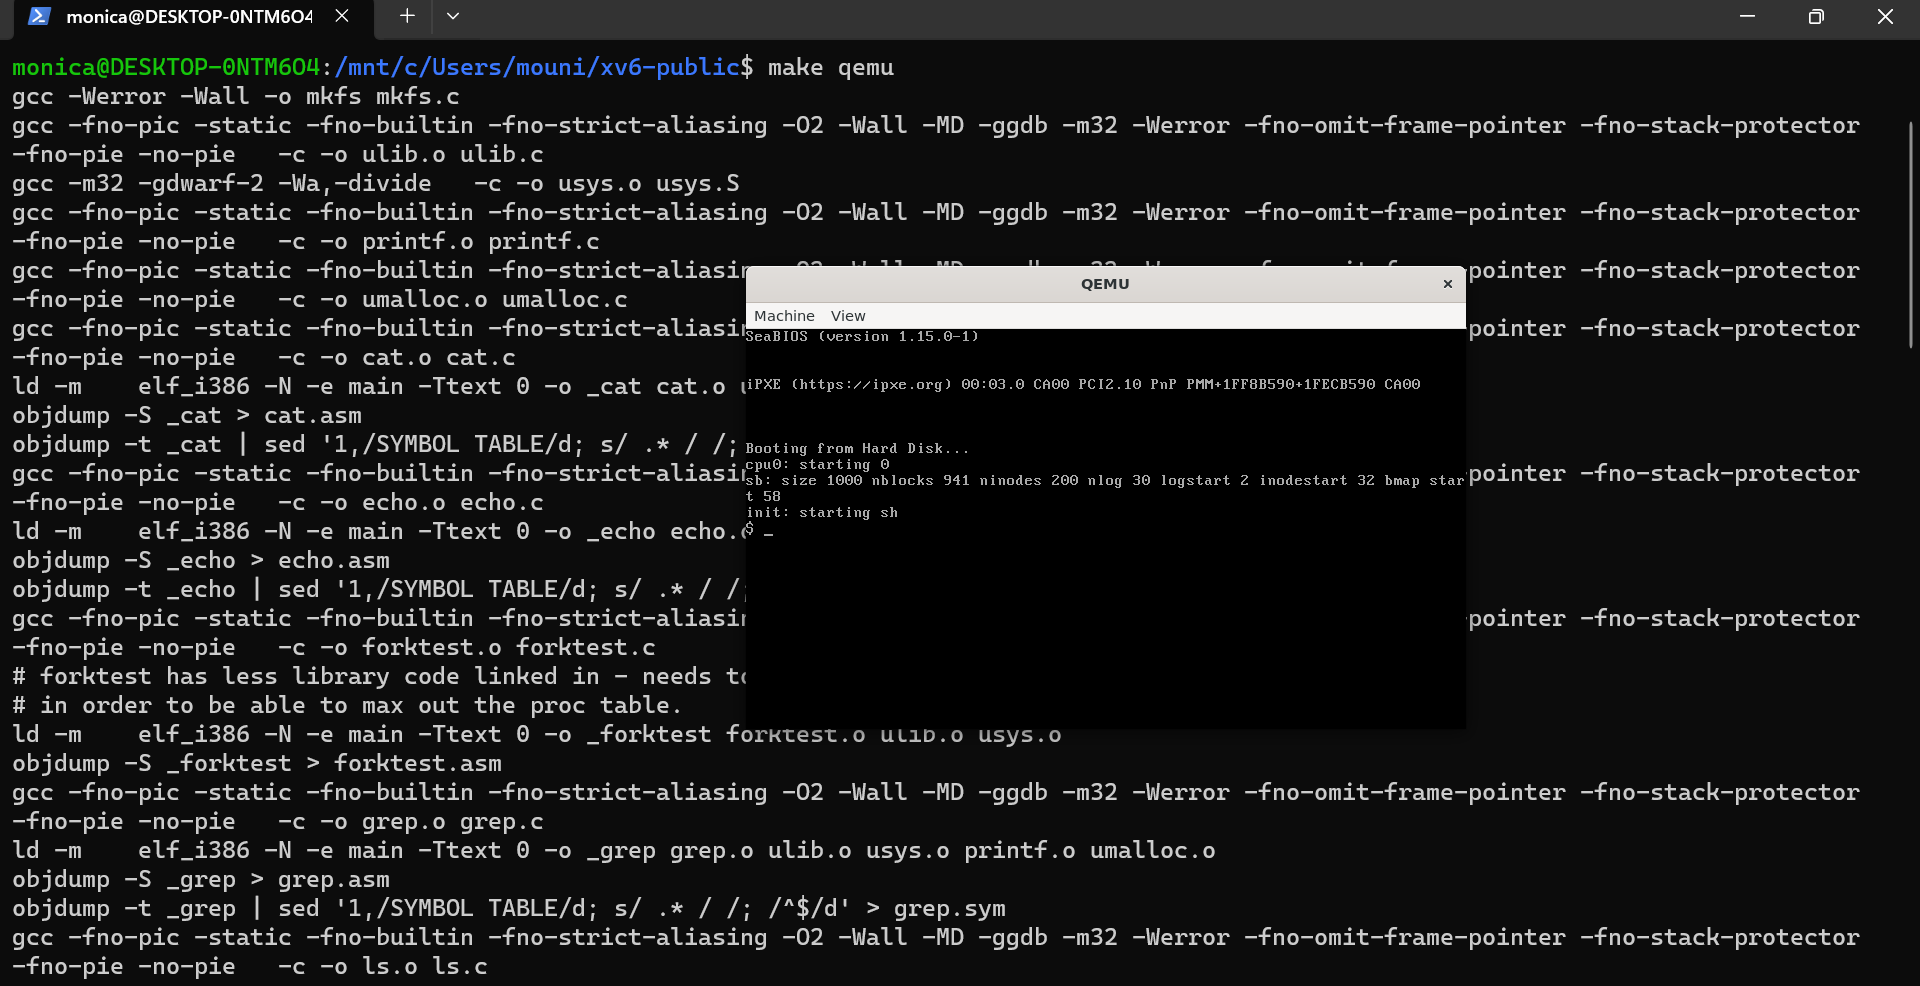 monica@DESKTOP-0NTM6O4
monica@DESKTOP-0NTM6O4:/mnt/c/Users/mouni/xv6-public$ make qemu
gcc -Werror -Wall -o mkfs mkfs.c
gcc -fno-pic -static -fno-builtin -fno-strict-aliasing -O2 -Wall -MD -ggdb -m32 -Werror -fno-omit-frame-pointer -fno-stack-protector
-fno-pie -no-pie   -c -o ulib.o ulib.c
gcc -m32 -gdwarf-2 -Wa,-divide   -c -o usys.o usys.S
gcc -fno-pic -static -fno-builtin -fno-strict-aliasing -O2 -Wall -MD -ggdb -m32 -Werror -fno-omit-frame-pointer -fno-stack-protector
-fno-pie -no-pie   -c -o printf.o printf.c
gcc -fno-pic -static -fno-builtin -fno-strict-aliasin pointer -fno-stack-protector
-fno-pie -no-pie   -c -o umalloc.o umalloc.c
gcc -fno-pic -static -fno-builtin -fno-strict-aliasin pointer -fno-stack-protector
-fno-pie -no-pie   -c -o cat.o cat.c
ld -m    elf_i386 -N -e main -Ttext 0 -o _cat cat.o
objdump -S _cat > cat.asm
objdump -t _cat | sed '1,/SYMBOL TABLE/d; s/ .* / /;
gcc -fno-pic -static -fno-builtin -fno-strict-aliasin pointer -fno-stack-protector
-fno-pie -no-pie   -c -o echo.o echo.c
ld -m    elf_i386 -N -e main -Ttext 0 -o _echo echo.o
objdump -S _echo > echo.asm
objdump -t _echo | sed '1,/SYMBOL TABLE/d; s/ .* / /;
gcc -fno-pic -static -fno-builtin -fno-strict-aliasin pointer -fno-stack-protector
-fno-pie -no-pie   -c -o forktest.o forktest.c
# forktest has less library code linked in - needs to
# in order to be able to max out the proc table.
ld -m    elf_i386 -N -e main -Ttext 0 -o _forktest forktest.o ulib.o usys.o
objdump -S _forktest > forktest.asm
gcc -fno-pic -static -fno-builtin -fno-strict-aliasing -O2 -Wall -MD -ggdb -m32 -Werror -fno-omit-frame-pointer -fno-stack-protector
-fno-pie -no-pie   -c -o grep.o grep.c
ld -m    elf_i386 -N -e main -Ttext 0 -o _grep grep.o ulib.o usys.o printf.o umalloc.o
objdump -S _grep > grep.asm
objdump -t _grep | sed '1,/SYMBOL TABLE/d; s/ .* / /; /^$/d' > grep.sym
gcc -fno-pic -static -fno-builtin -fno-strict-aliasing -O2 -Wall -MD -ggdb -m32 -Werror -fno-omit-frame-pointer -fno-stack-protector
-fno-pie -no-pie   -c -o ls.o ls.c
QEMU
Machine View
SeaBIOS (version 1.15.0-1)
iPXE (https://ipxe.org) 00:03.0 CA00 PCI2.10 PnP PMM+1FF8B590+1FECB590 CA00
Booting from Hard Disk...
cpu0: starting 0
sb: size 1000 nblocks 941 ninodes 200 nlog 30 logstart 2 inodestart 32 bmap star
t 58
init: starting sh
$ _